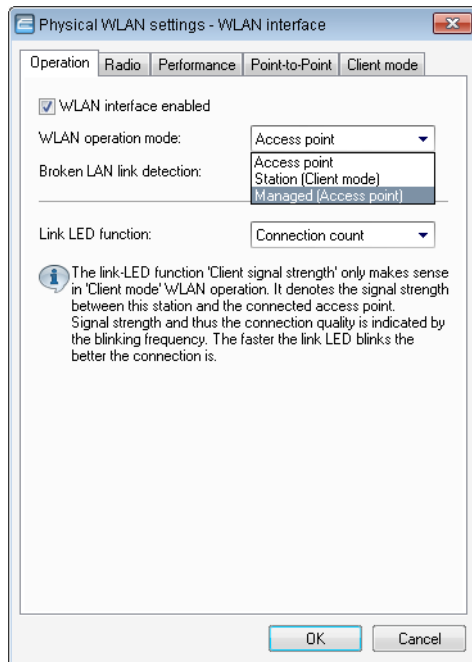 Physical WLAN settings - WLAN interface
Operation Radio Performance Point-to-Point Client mode
WLAN interface enabled
WLAN operation mode: Access point
Access point
Broken LAN link detection: Station (Client mode)
Managed (Access point)
Link LED function: Connection count
The link-LED function 'Client signal strength' only makes sense
in 'Client mode' WLAN operation. It denotes the signal strength
between this station and the connected access point.
Signal strength and thus the connection quality is indicated by
the blinking frequency. The faster the link LED blinks the
better the connection is.
OK Cancel